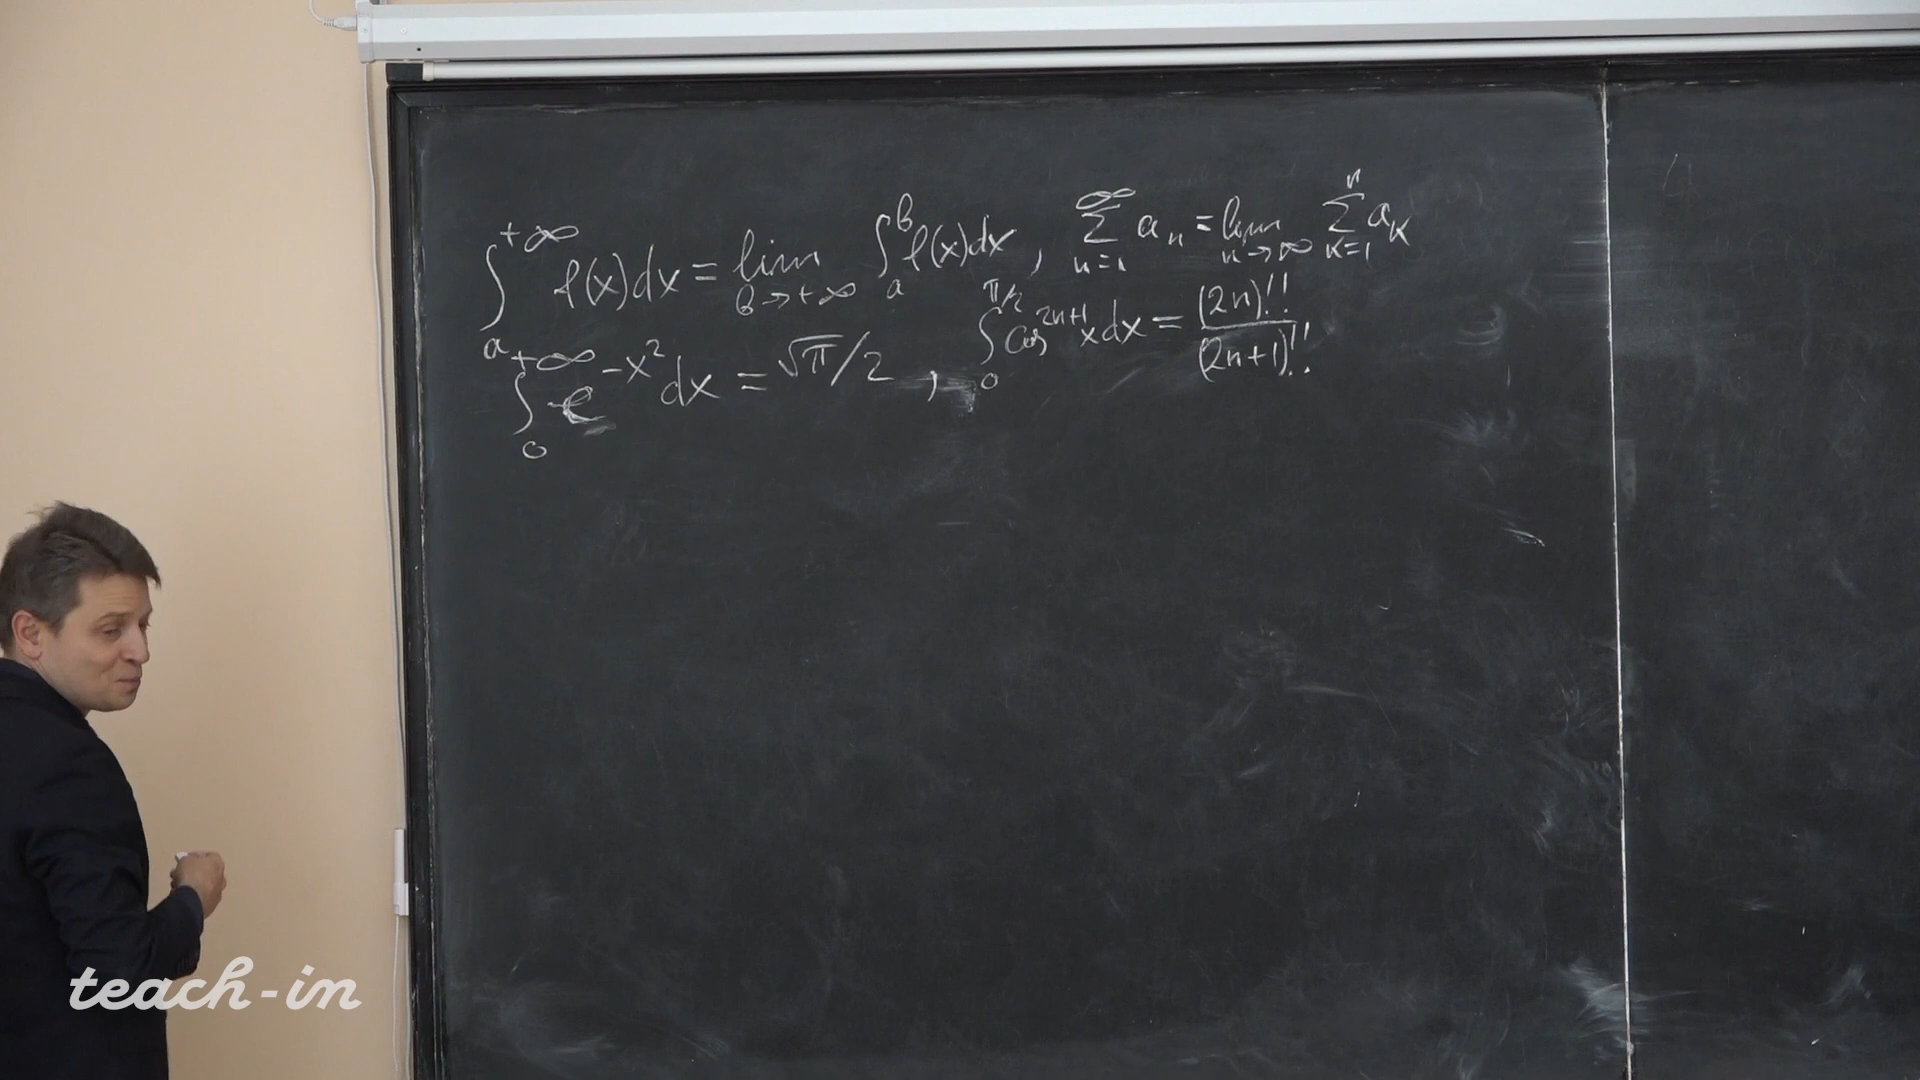 ∫_a^{+∞} f(x)dx = lim_{b→+∞} ∫_a^b f(x)dx, ∑_{n=1}^∞ a_n = lim_{n→∞} ∑_{k=1}^n a_k
∫_0^{+∞} e^{-x^2} dx = √π/2, ∫_0^{π/2} cos^{2n+1} x dx = (2n)!!/(2n+1)!!
teach-in